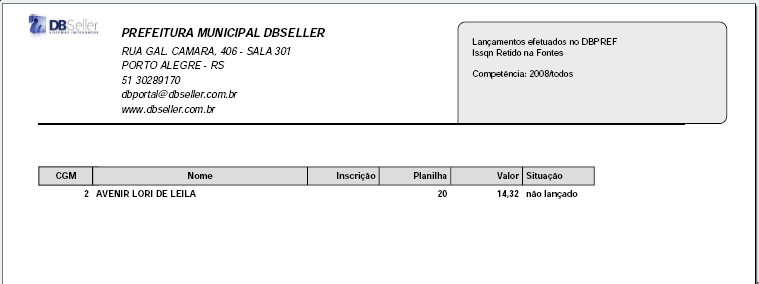 DBSeller
PREFEITURA MUNICIPAL DBSELLER
RUA GAL. CAMARA, 406 - SALA 301
PORTO ALEGRE - RS
51 30289170
dbportal@dbseller.com.br
www.dbseller.com.br
Lançamentos efetuados no DBPREF
Issqn Retido na Fontes
Competência: 2008/todos
CGM Nome Inscrição Planilha Valor Situação
2 AVENIR LORI DE LEILA 20 14,32 não lançado